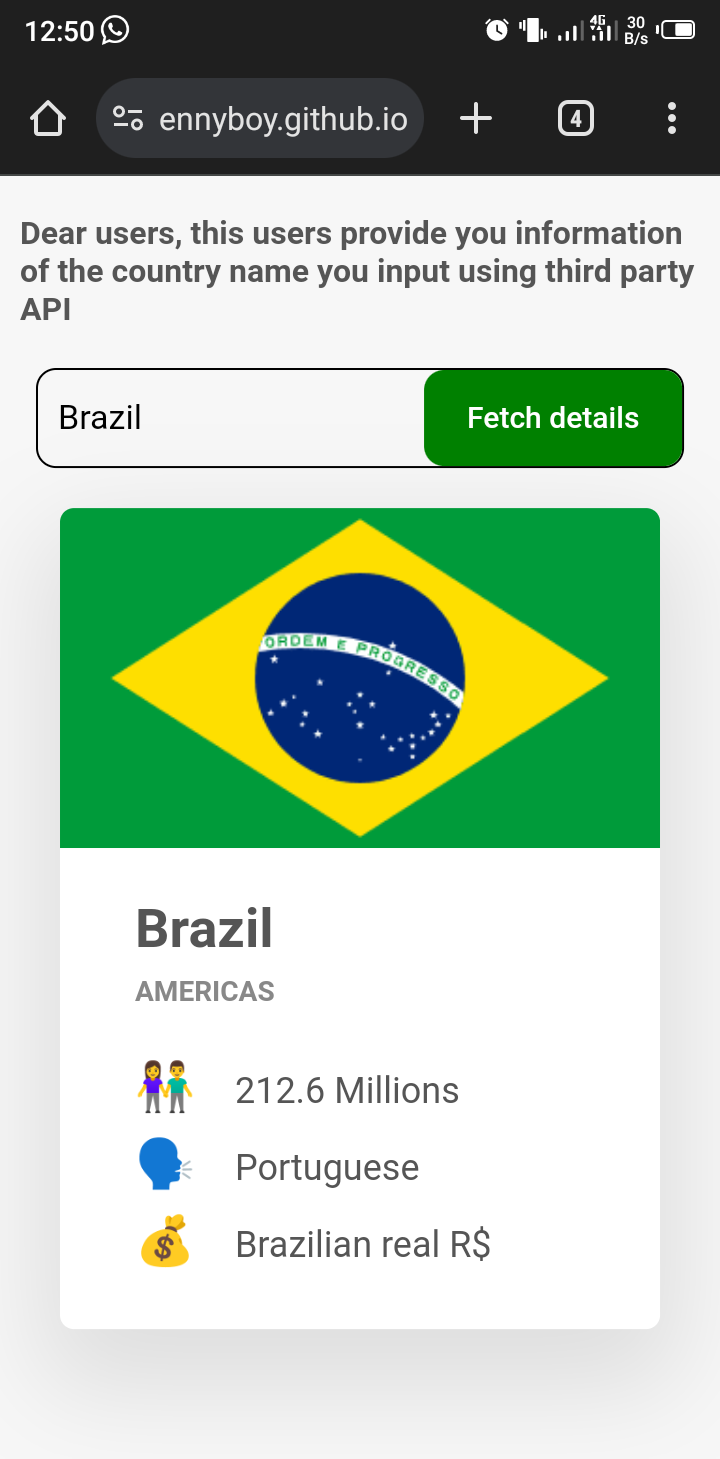 12:50
4G
30
B/s
ennyboy.github.io
4
Dear users, this users provide you information
of the country name you input using third party
API
Brazil
Fetch details
ORDEM E PROGRESSO
Brazil
AMERICAS
212.6 Millions
Portuguese
Brazilian real R$